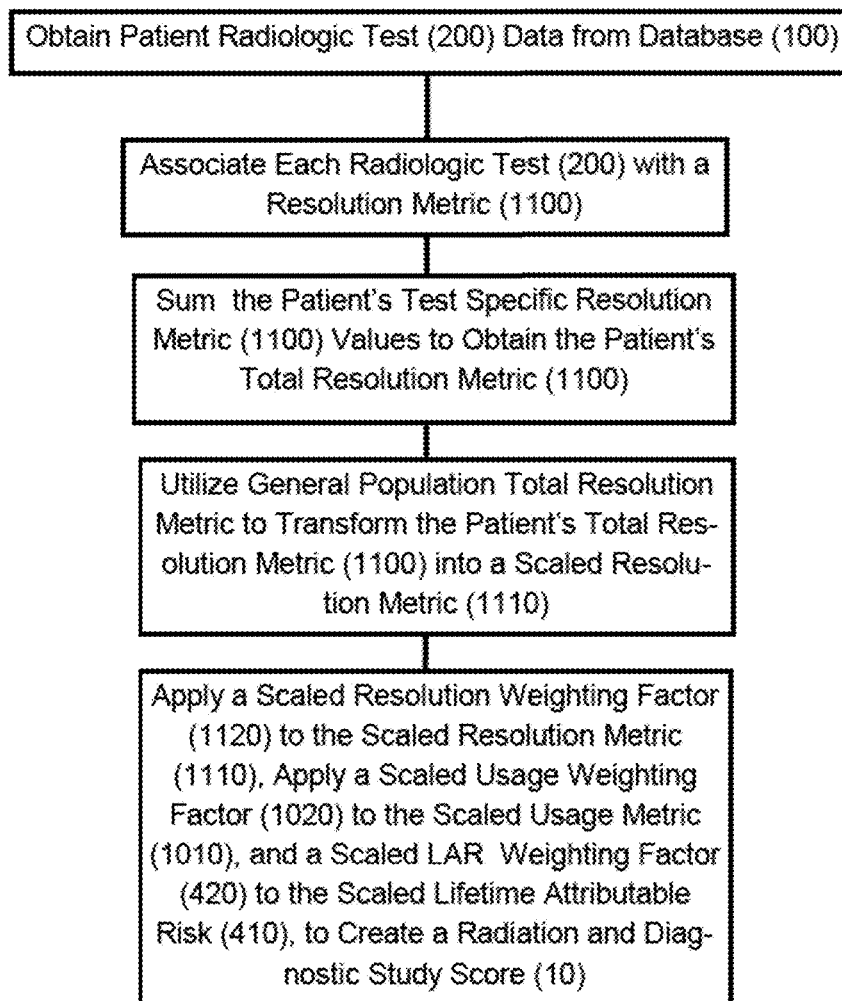 Obtain Patient Radiologic Test (200) Data from Database (100)
Associate Each Radiologic Test (200) with a
Resolution Metric (1100)
Sum the Patient's Test Specific Resolution
Metric (1100) Values to Obtain the Patient's
Total Resolution Metric (1100)
Utilize General Population Total Resolution
Metric to Transform the Patient's Total Res-
olution Metric (1100) into a Scaled Resolu-
tion Metric (1110)
Apply a Scaled Resolution Weighting Factor
(1120) to the Scaled Resolution Metric
(1110), Apply a Scaled Usage Weighting
Factor (1020) to the Scaled Usage Metric
(1010), and a Scaled LAR Weighting Factor
(420) to the Scaled Lifetime Attributable
Risk (410), to Create a Radiation and Diag-
nostic Study Score (10)